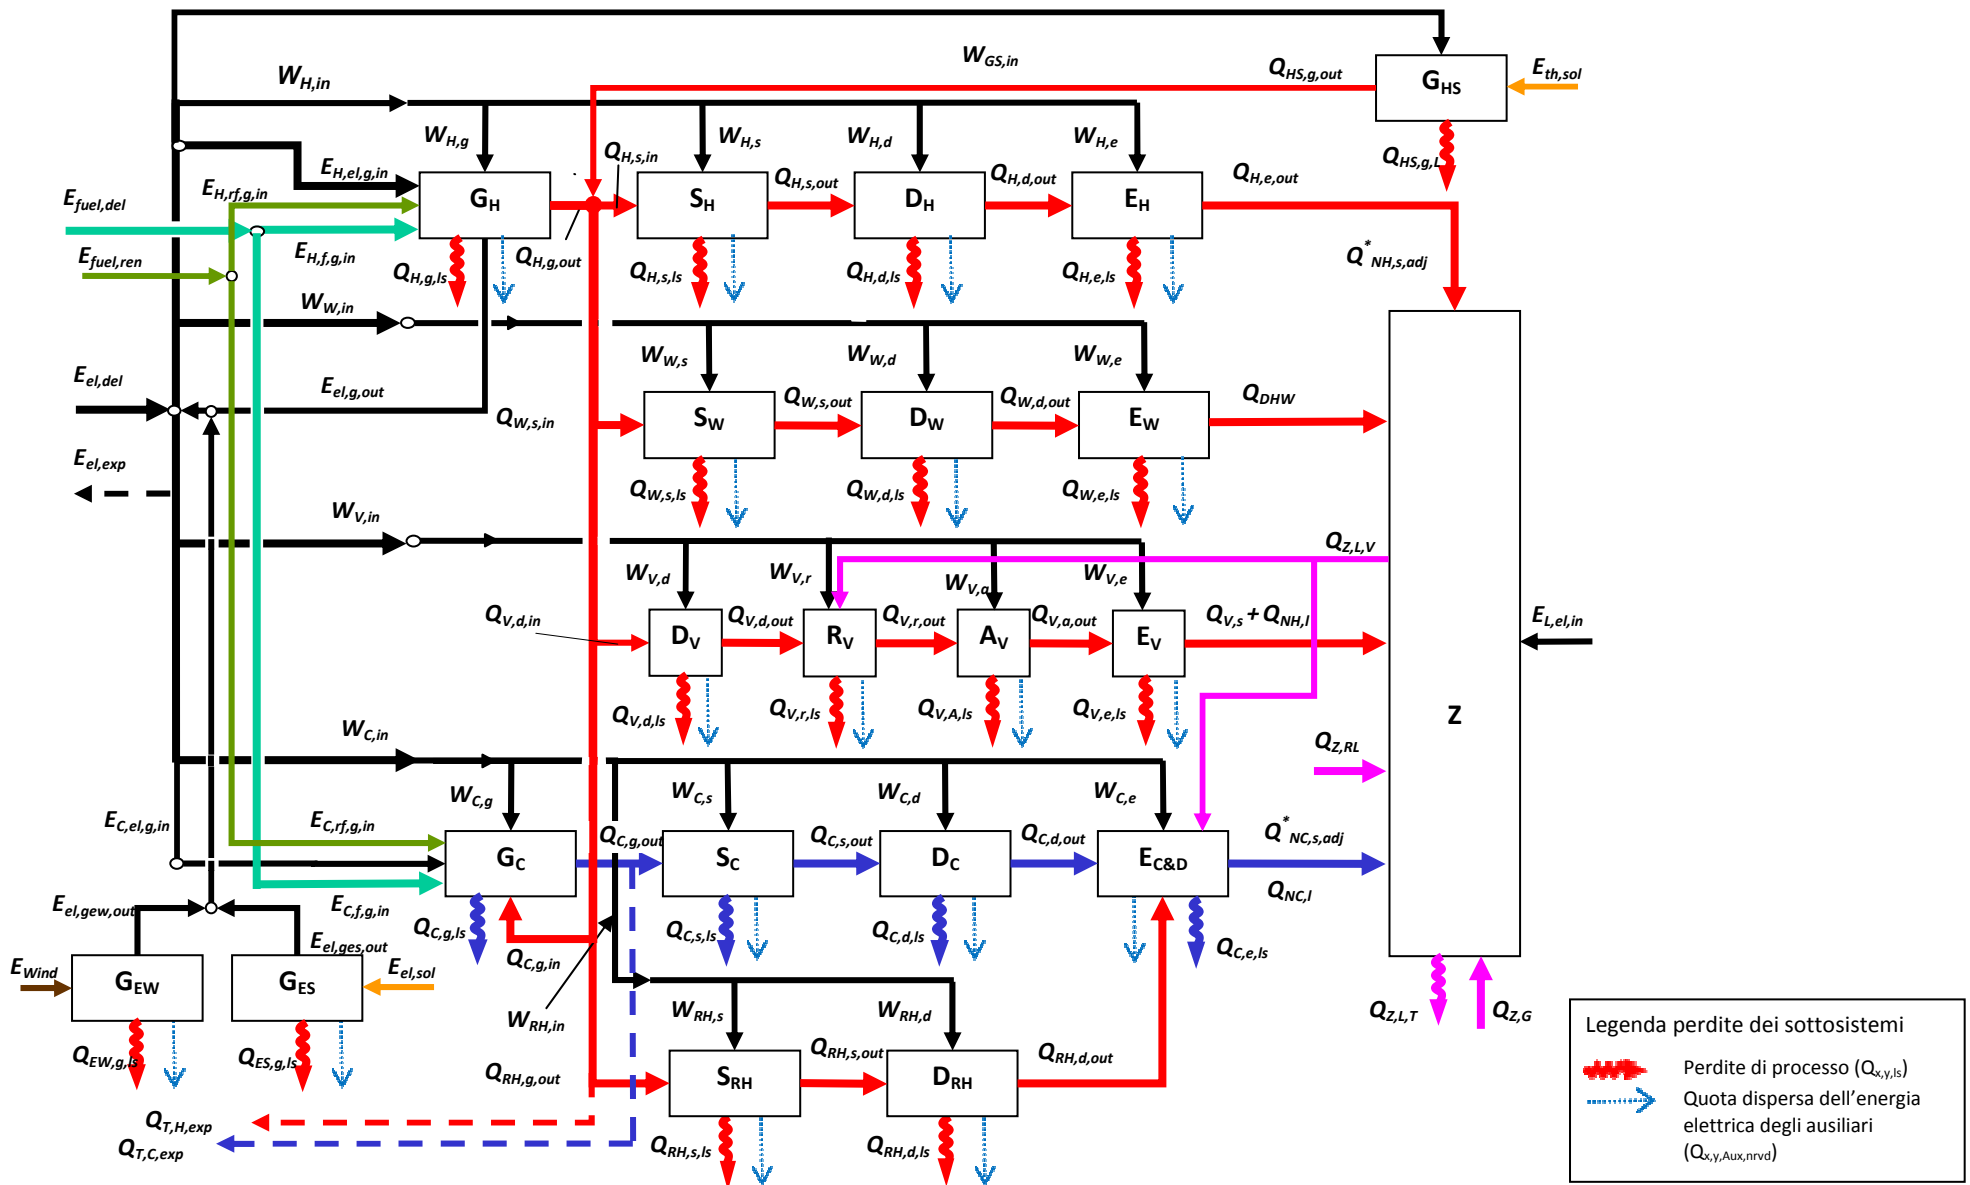 W_GS,in
Q_HS,g,out
G_HS
E_th,sol
W_H,in
W_H,g
W_H,s
W_H,d
W_H,e
Q_HS,g,L
Q_H,s,in
E_H,el,g,in
E_H,rf,g,in
E_fuel,del
G_H
S_H
Q_H,s,out
D_H
Q_H,d,out
E_H
Q_H,e,out
E_fuel,ren
E_H,f,g,in
Q_H,g,ls
Q_H,g,out
Q_H,s,ls
Q_H,d,ls
Q_H,e,ls
Q*_NH,s,adj
W_W,in
W_W,s
W_W,d
W_W,e
E_el,del
E_el,g,out
Q_W,s,in
S_W
Q_W,s,out
D_W
Q_W,d,out
E_W
Q_DHW
E_el,exp
Q_W,s,ls
Q_W,d,ls
Q_W,e,ls
W_V,in
Q_Z,L,V
W_V,d
W_V,r
W_V,a
W_V,e
Q_V,d,in
D_V
Q_V,d,out
R_V
Q_V,r,out
A_V
Q_V,a,out
E_V
Q_V,s + Q_NH,l
E_L,el,in
Q_V,d,ls
Q_V,r,ls
Q_V,A,ls
Q_V,e,ls
Z
W_C,in
Q_Z,RL
W_C,g
W_C,s
W_C,d
W_C,e
E_C,el,g,in
E_C,rf,g,in
G_C
Q_C,g,out
S_C
Q_C,s,out
D_C
Q_C,d,out
E_C&D
Q*_NC,s,adj
Q_NC,l
E_el,gew,out
E_C,f,g,in
E_el,ges,out
Q_C,g,ls
Q_C,g,in
Q_C,s,ls
Q_C,d,ls
Q_C,e,ls
E_Wind
G_EW
G_ES
E_el,sol
W_RH,in
W_RH,s
W_RH,d
Q_Z,L,T
Q_Z,G
Q_EW,g,ls
Q_ES,g,ls
Q_RH,g,out
S_RH
Q_RH,s,out
D_RH
Q_RH,d,out
Q_T,H,exp
Q_T,C,exp
Q_RH,s,ls
Q_RH,d,ls
Legenda perdite dei sottosistemi
Perdite di processo (Q_x,y,ls)
Quota dispersa dell'energia
elettrica degli ausiliari
(Q_x,y,Aux,nrvd)